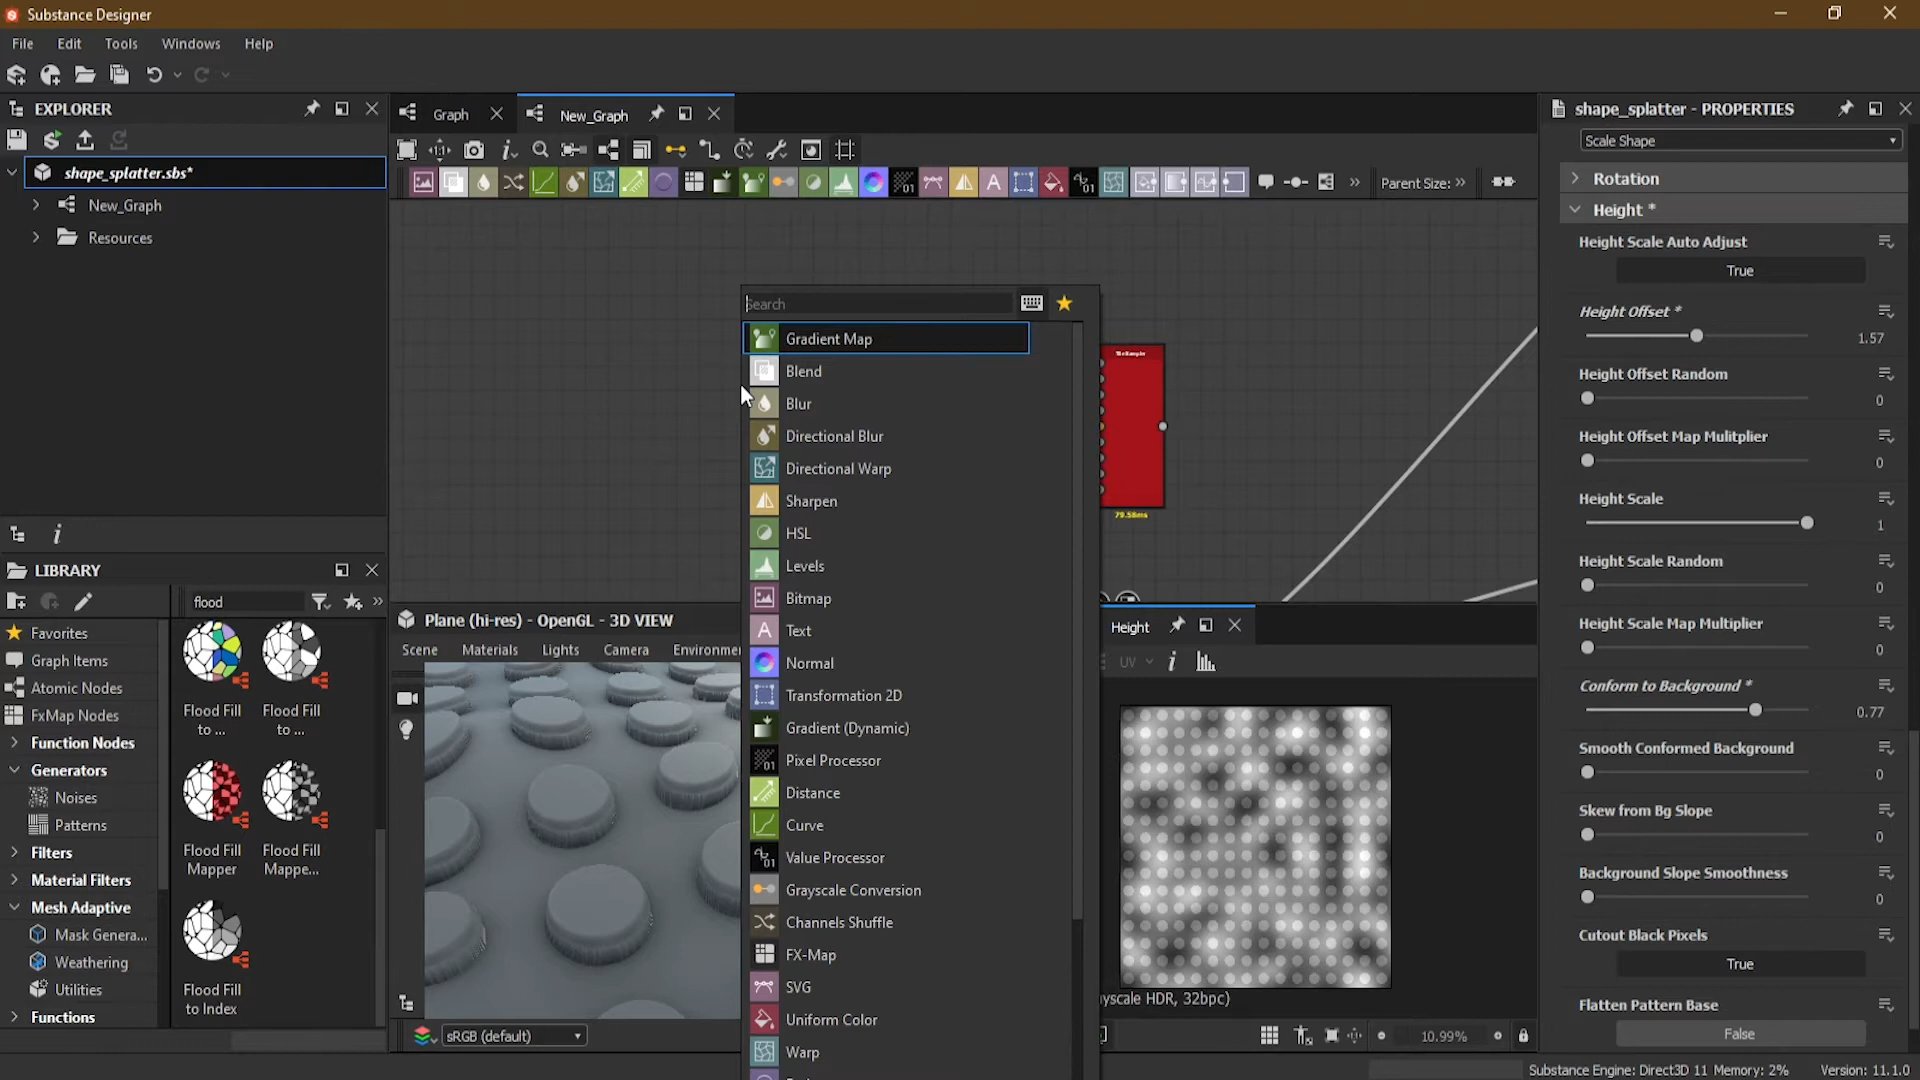 Substance Designer
File Edit Tools Windows Help
EXPLORER
shape_splatter.sbs*
New_Graph
Resources
LIBRARY
flood
Favorites
Graph Items
Atomic Nodes
FxMap Nodes
Function Nodes
Generators
Noises
Patterns
Filters
Material Filters
Mesh Adaptive
Mask Genera...
Weathering
Utilities
Functions
Flood Fill
to ...
Flood Fill
to ...
Flood Fill
Mapper
Flood Fill
Mappe...
Flood Fill
to Index
Graph
New_Graph
Parent Size:
Search
Gradient Map
Blend
Blur
Directional Blur
Directional Warp
Sharpen
HSL
Levels
Bitmap
Text
Normal
Transformation 2D
Gradient (Dynamic)
Pixel Processor
Distance
Curve
Value Processor
Grayscale Conversion
Channels Shuffle
FX-Map
SVG
Uniform Color
Warp
79.58ms
Plane (hi-res) - OpenGL - 3D VIEW
Scene Materials Lights Camera Environmen
sRGB (default)
Height
UV
yscale HDR, 32bpc)
10.99%
shape_splatter - PROPERTIES
Scale Shape
Rotation
Height *
Height Scale Auto Adjust
True
Height Offset *
1.57
Height Offset Random
0
Height Offset Map Mulitplier
0
Height Scale
1
Height Scale Random
0
Height Scale Map Multiplier
0
Conform to Background *
0.77
Smooth Conformed Background
0
Skew from Bg Slope
0
Background Slope Smoothness
0
Cutout Black Pixels
True
Flatten Pattern Base
False
Substance Engine: Direct3D 11 Memory: 2% Version: 11.1.0